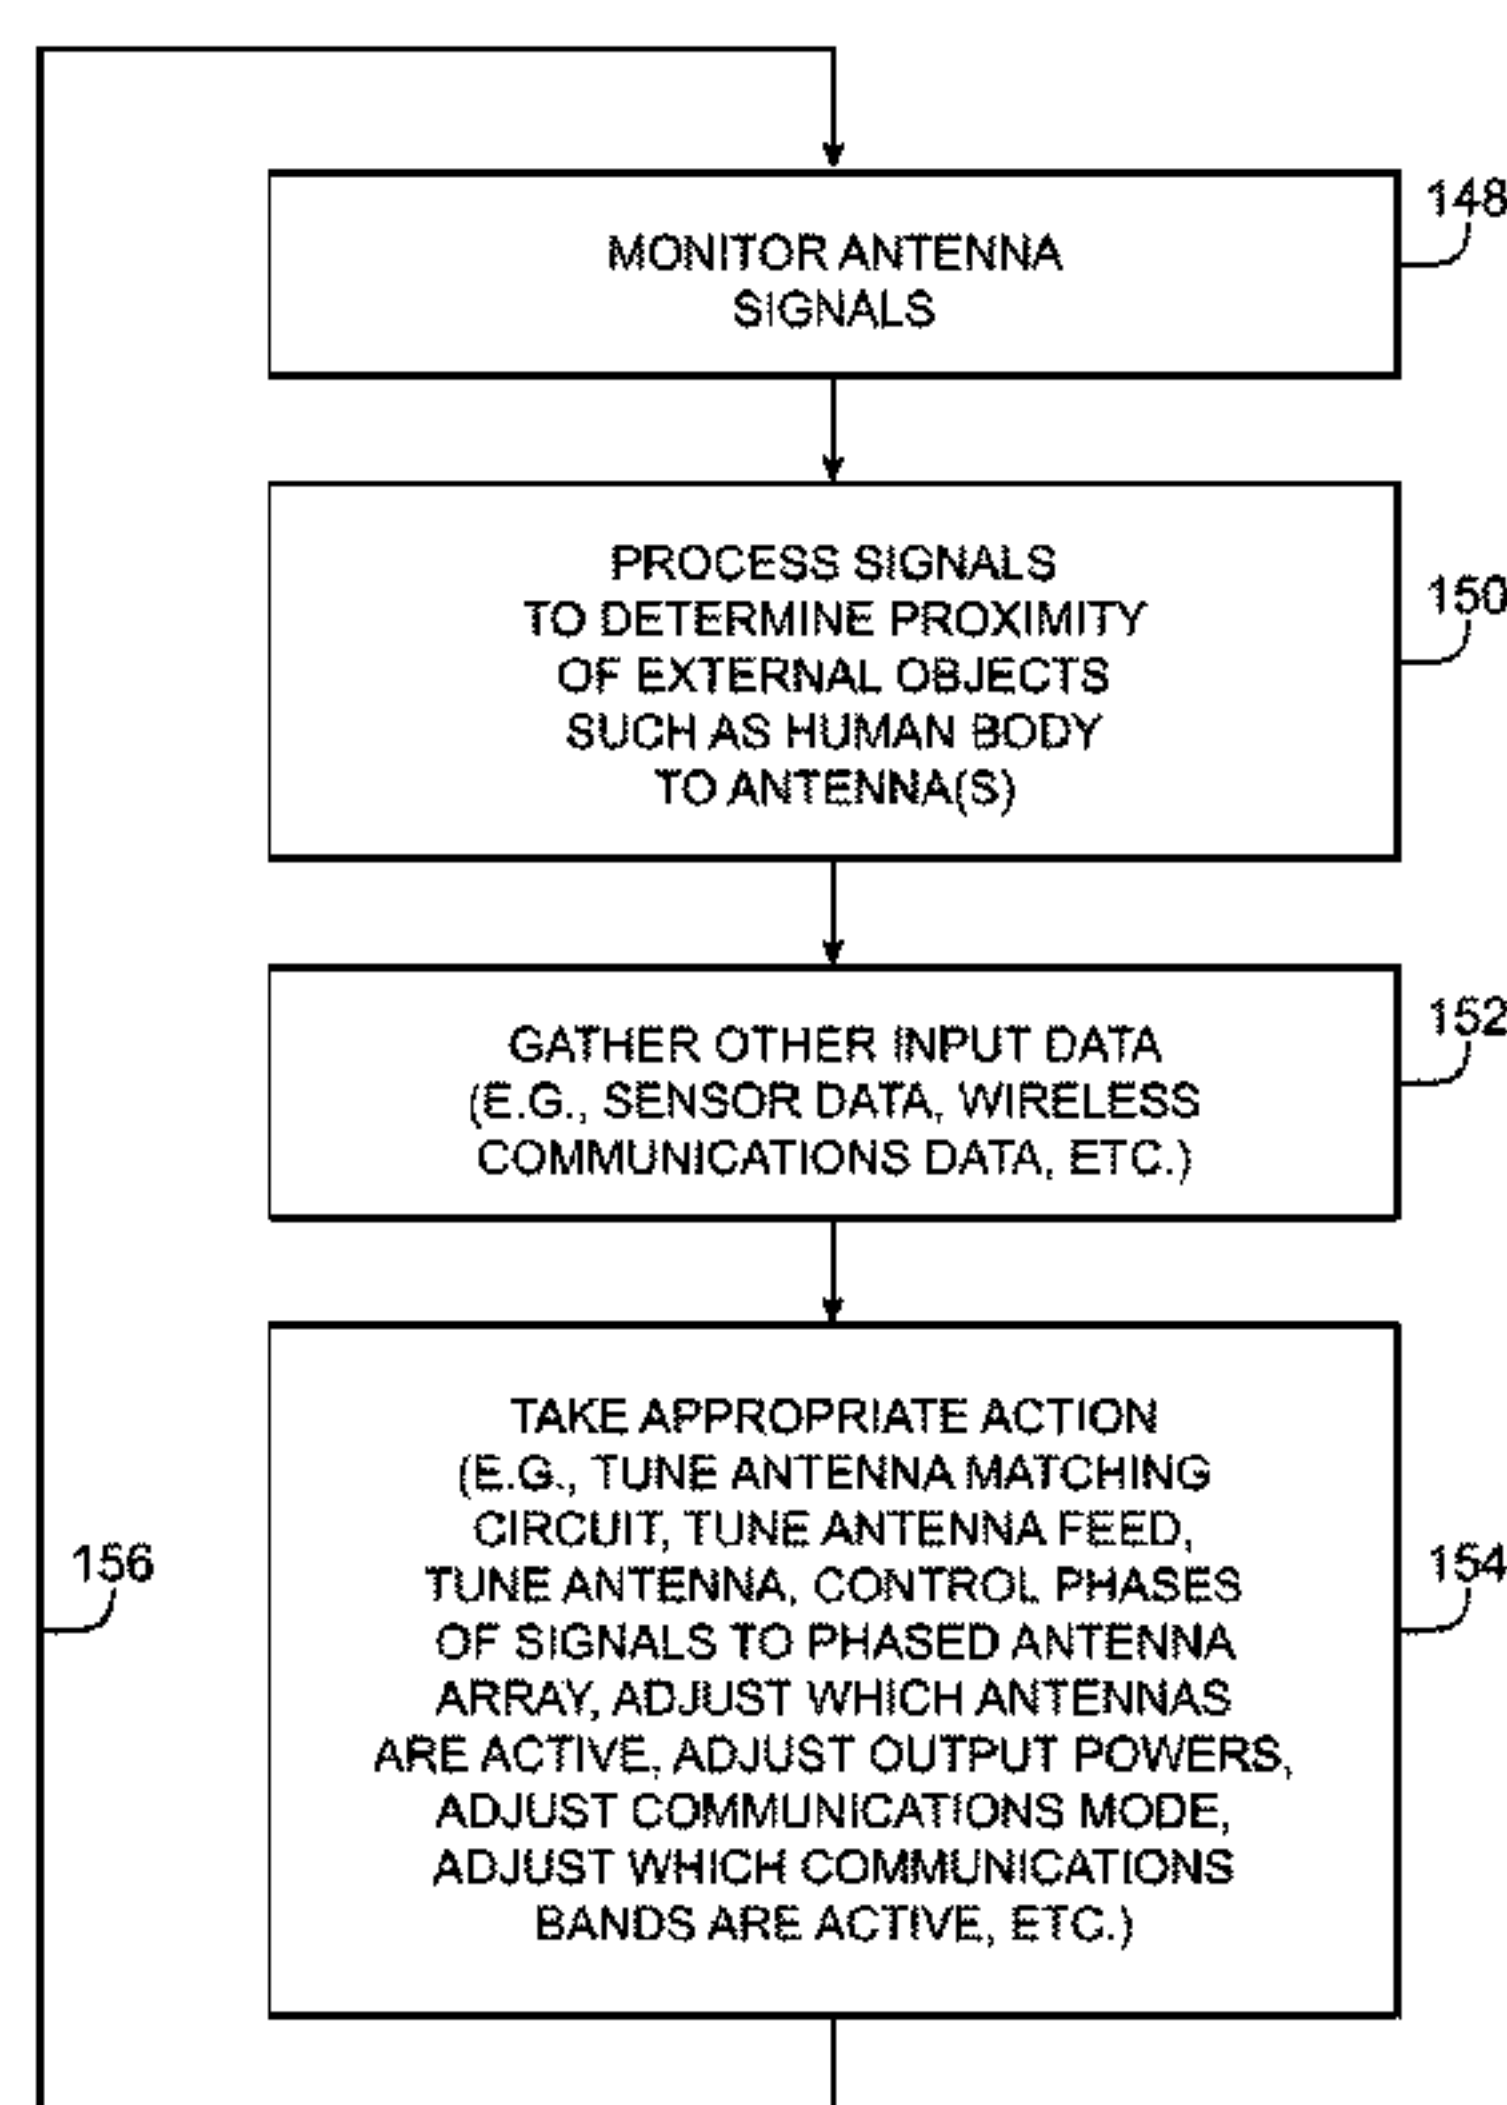 MONITOR ANTENNA
SIGNALS
148
PROCESS SIGNALS
TO DETERMINE PROXIMITY
OF EXTERNAL OBJECTS
SUCH AS HUMAN BODY
TO ANTENNA(S)
150
GATHER OTHER INPUT DATA
(E.G., SENSOR DATA, WIRELESS
COMMUNICATIONS DATA, ETC.)
152
TAKE APPROPRIATE ACTION
(E.G., TUNE ANTENNA MATCHING
CIRCUIT, TUNE ANTENNA FEED,
TUNE ANTENNA, CONTROL PHASES
OF SIGNALS TO PHASED ANTENNA
ARRAY, ADJUST WHICH ANTENNAS
ARE ACTIVE, ADJUST OUTPUT POWERS,
ADJUST COMMUNICATIONS MODE,
ADJUST WHICH COMMUNICATIONS
BANDS ARE ACTIVE, ETC.)
154
156